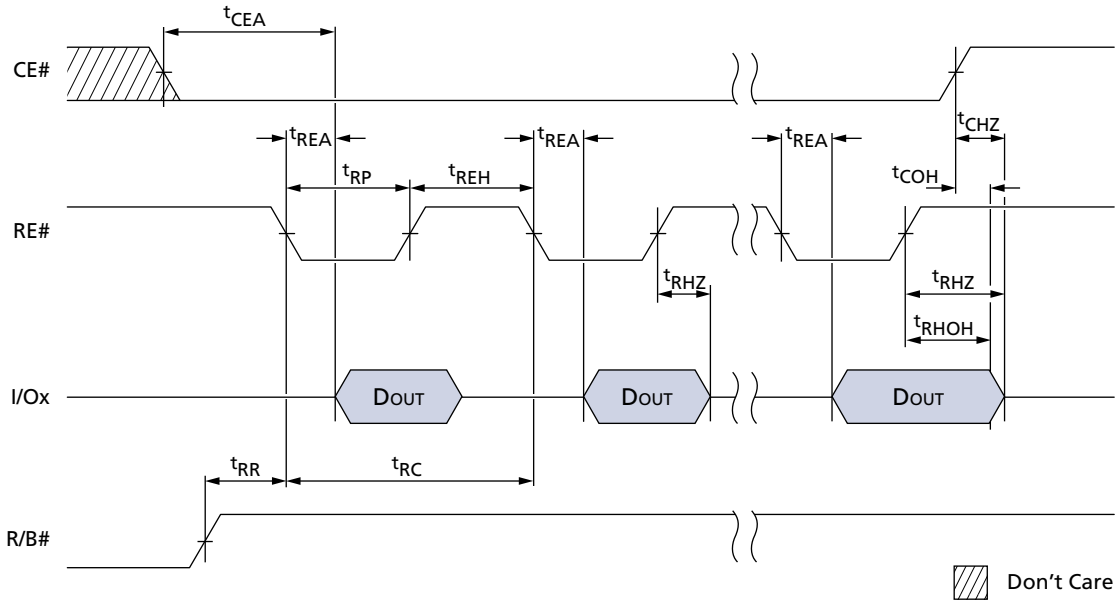 tCEA
CE#
tCHZ
tREA
tREA
tREA
tRP
tREH
tCOH
RE#
tRHZ
tRHZ
tRHOH
I/Ox
DOUT
DOUT
DOUT
tRR
tRC
R/B#
Don't Care